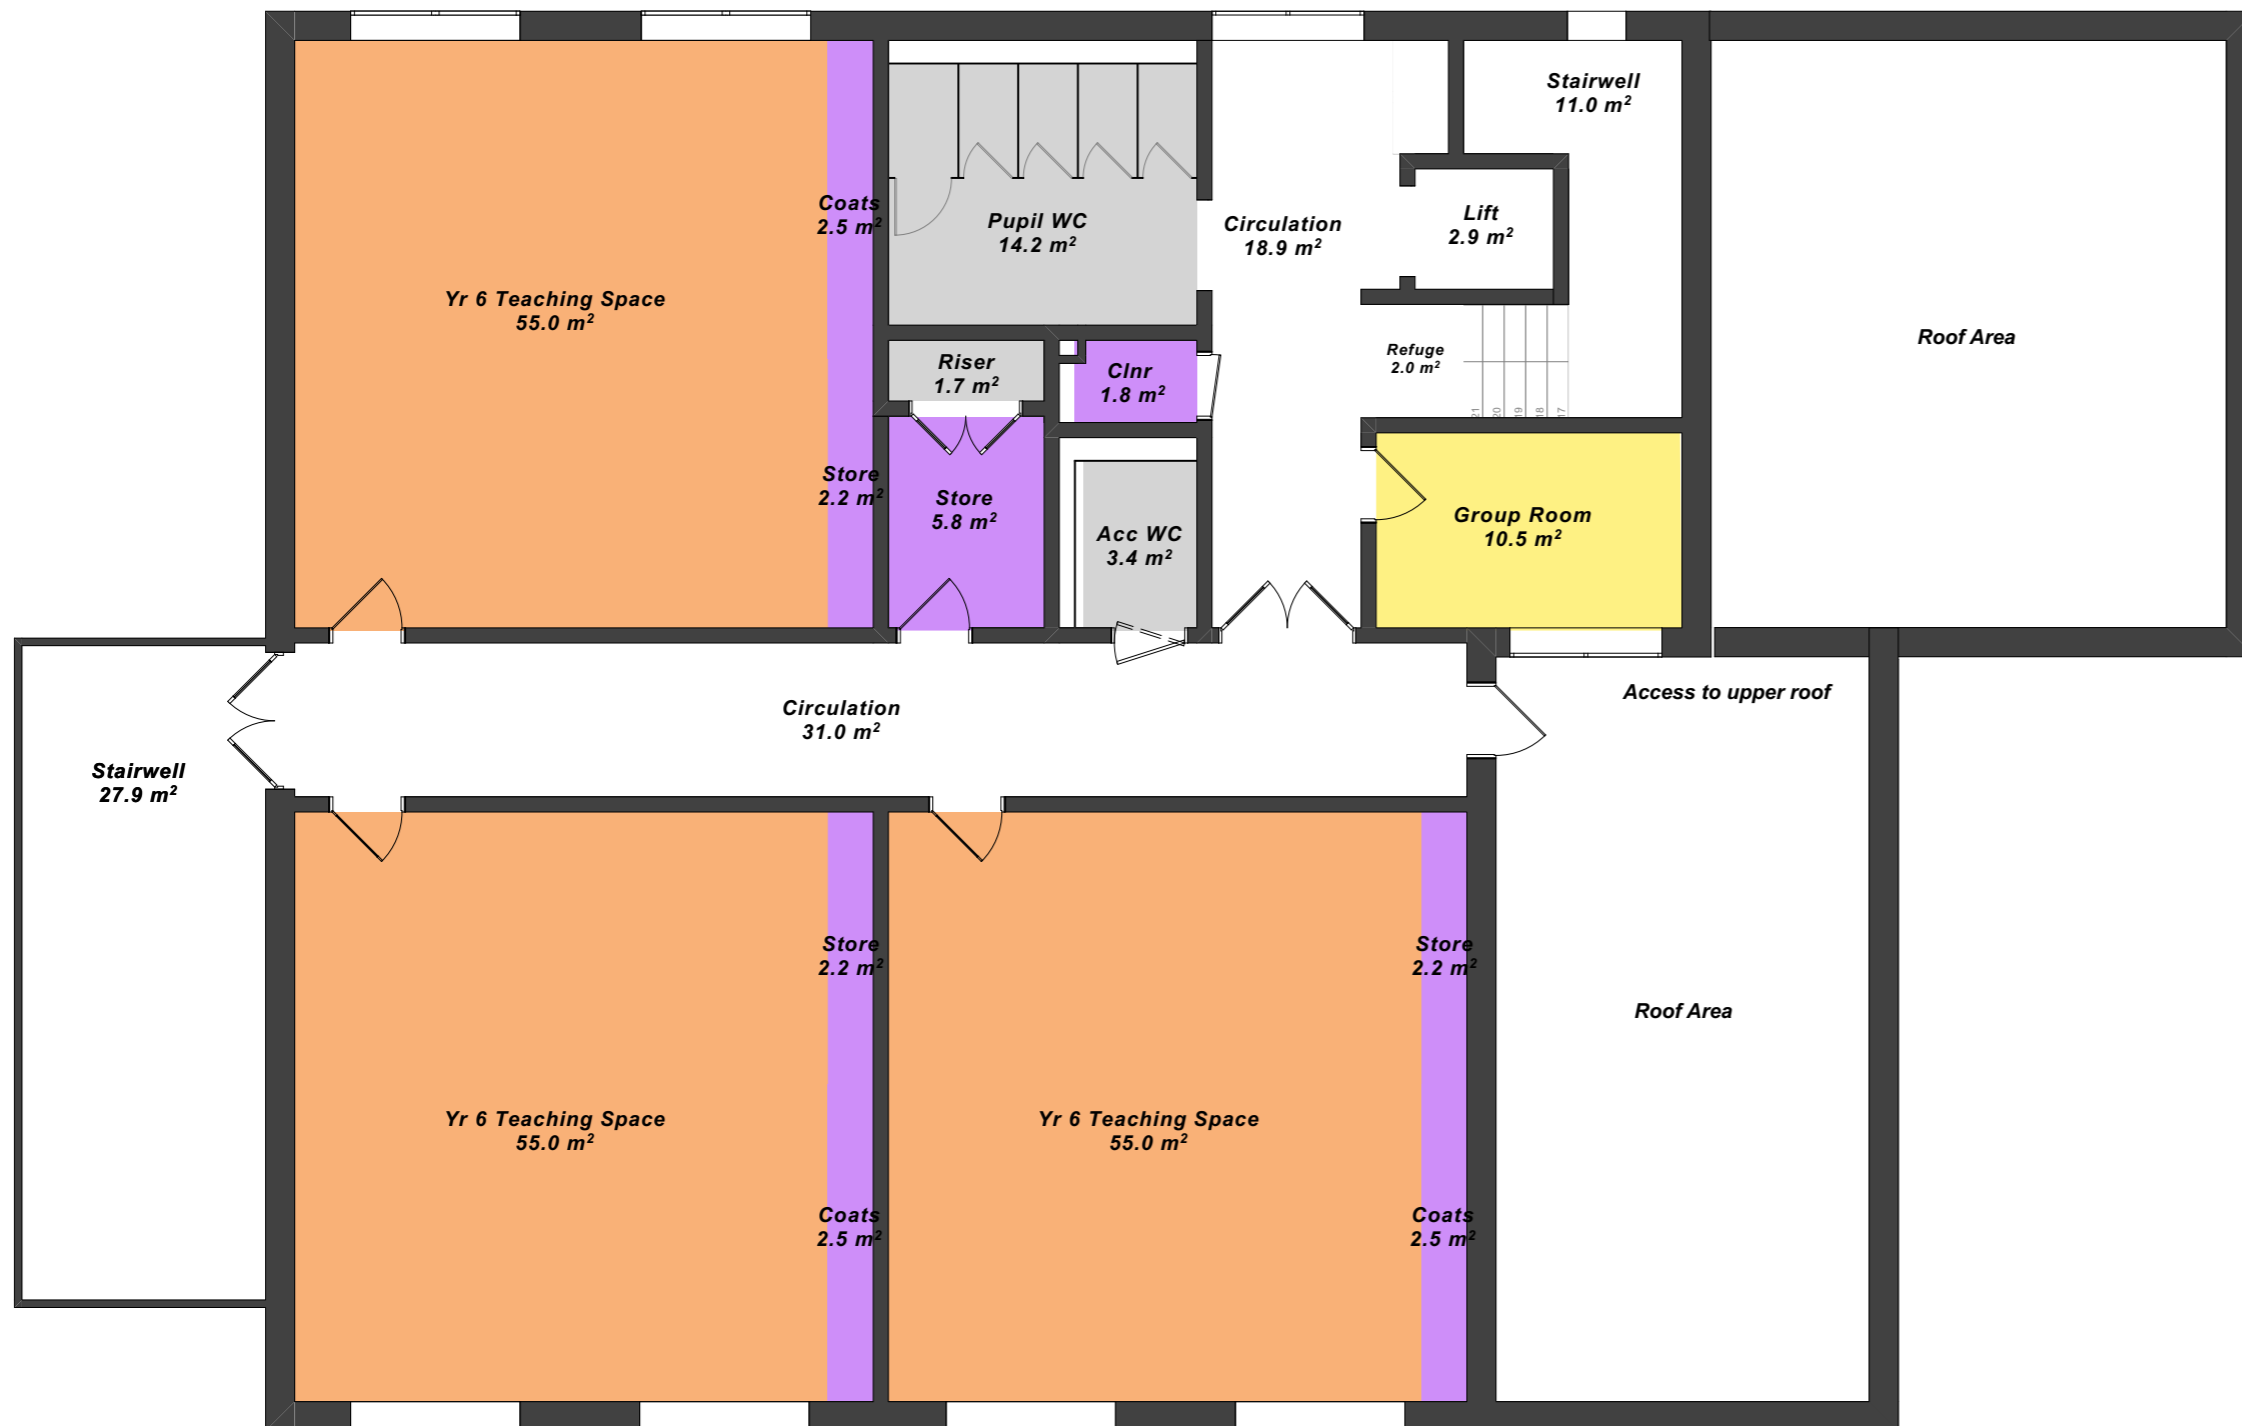 Stairwell
11.0 m²
Coats
2.5 m²
Pupil WC
14.2 m²
Circulation
18.9 m²
Lift
2.9 m²
Yr 6 Teaching Space
55.0 m²
Roof Area
Riser
1.7 m²
Clnr
1.8 m²
Refuge
2.0 m²
21
20
19
18
17
Store
2.2 m²
Store
5.8 m²
Acc WC
3.4 m²
Group Room
10.5 m²
Access to upper roof
Circulation
31.0 m²
Stairwell
27.9 m²
Store
2.2 m²
Store
2.2 m²
Roof Area
Yr 6 Teaching Space
55.0 m²
Yr 6 Teaching Space
55.0 m²
Coats
2.5 m²
Coats
2.5 m²